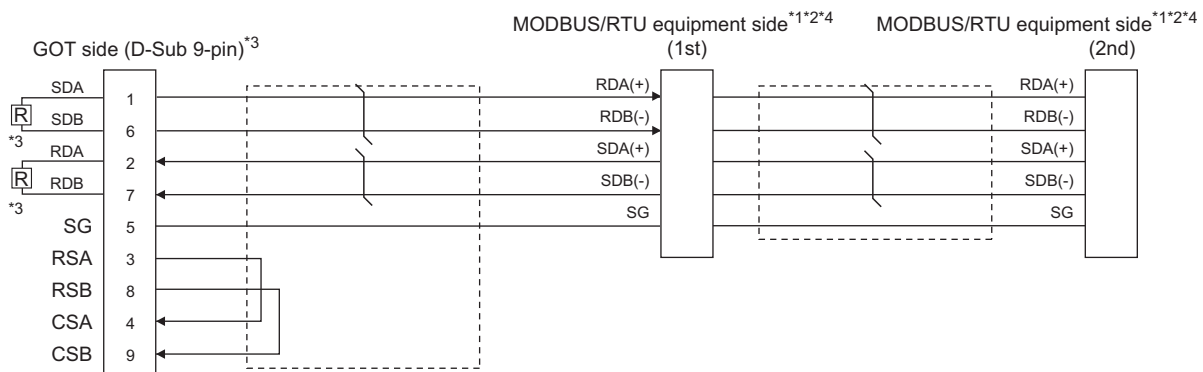 MODBUS/RTU equipment side*1*2*4
(1st)
MODBUS/RTU equipment side*1*2*4
(2nd)
GOT side (D-Sub 9-pin)*3
SDA 1 RDA(+) RDA(+)
R
SDB 6 RDB(-) RDB(-)
*3
RDA 2 SDA(+) SDA(+)
R
RDB 7 SDB(-) SDB(-)
*3
SG 5 SG SG
RSA 3
RSB 8
CSA 4
CSB 9